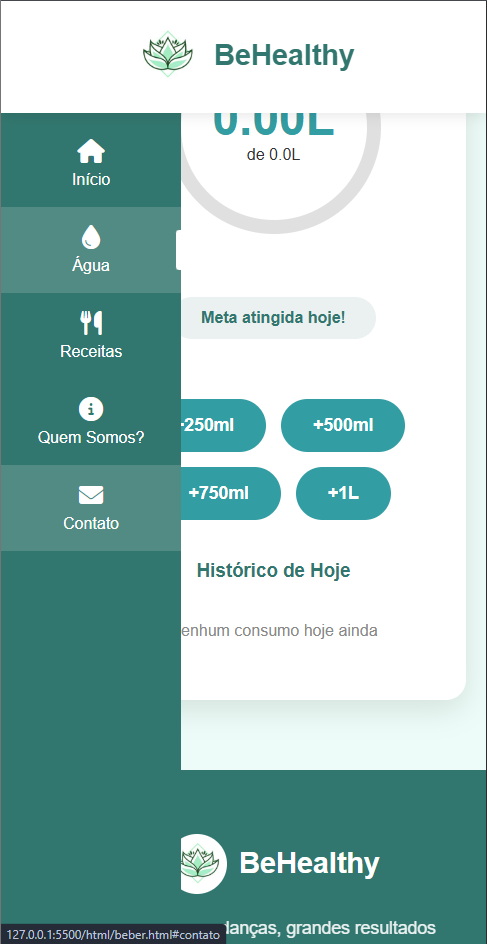 BeHealthy
0.00L
de 0.0L
Início
Água
Receitas
Quem Somos?
Contato
Meta atingida hoje!
-250ml
+500ml
+750ml
+1L
Histórico de Hoje
enhum consumo hoje ainda
BeHealthy
danças, grandes resultados
127.0.0.1:5500/html/beber.html#contato